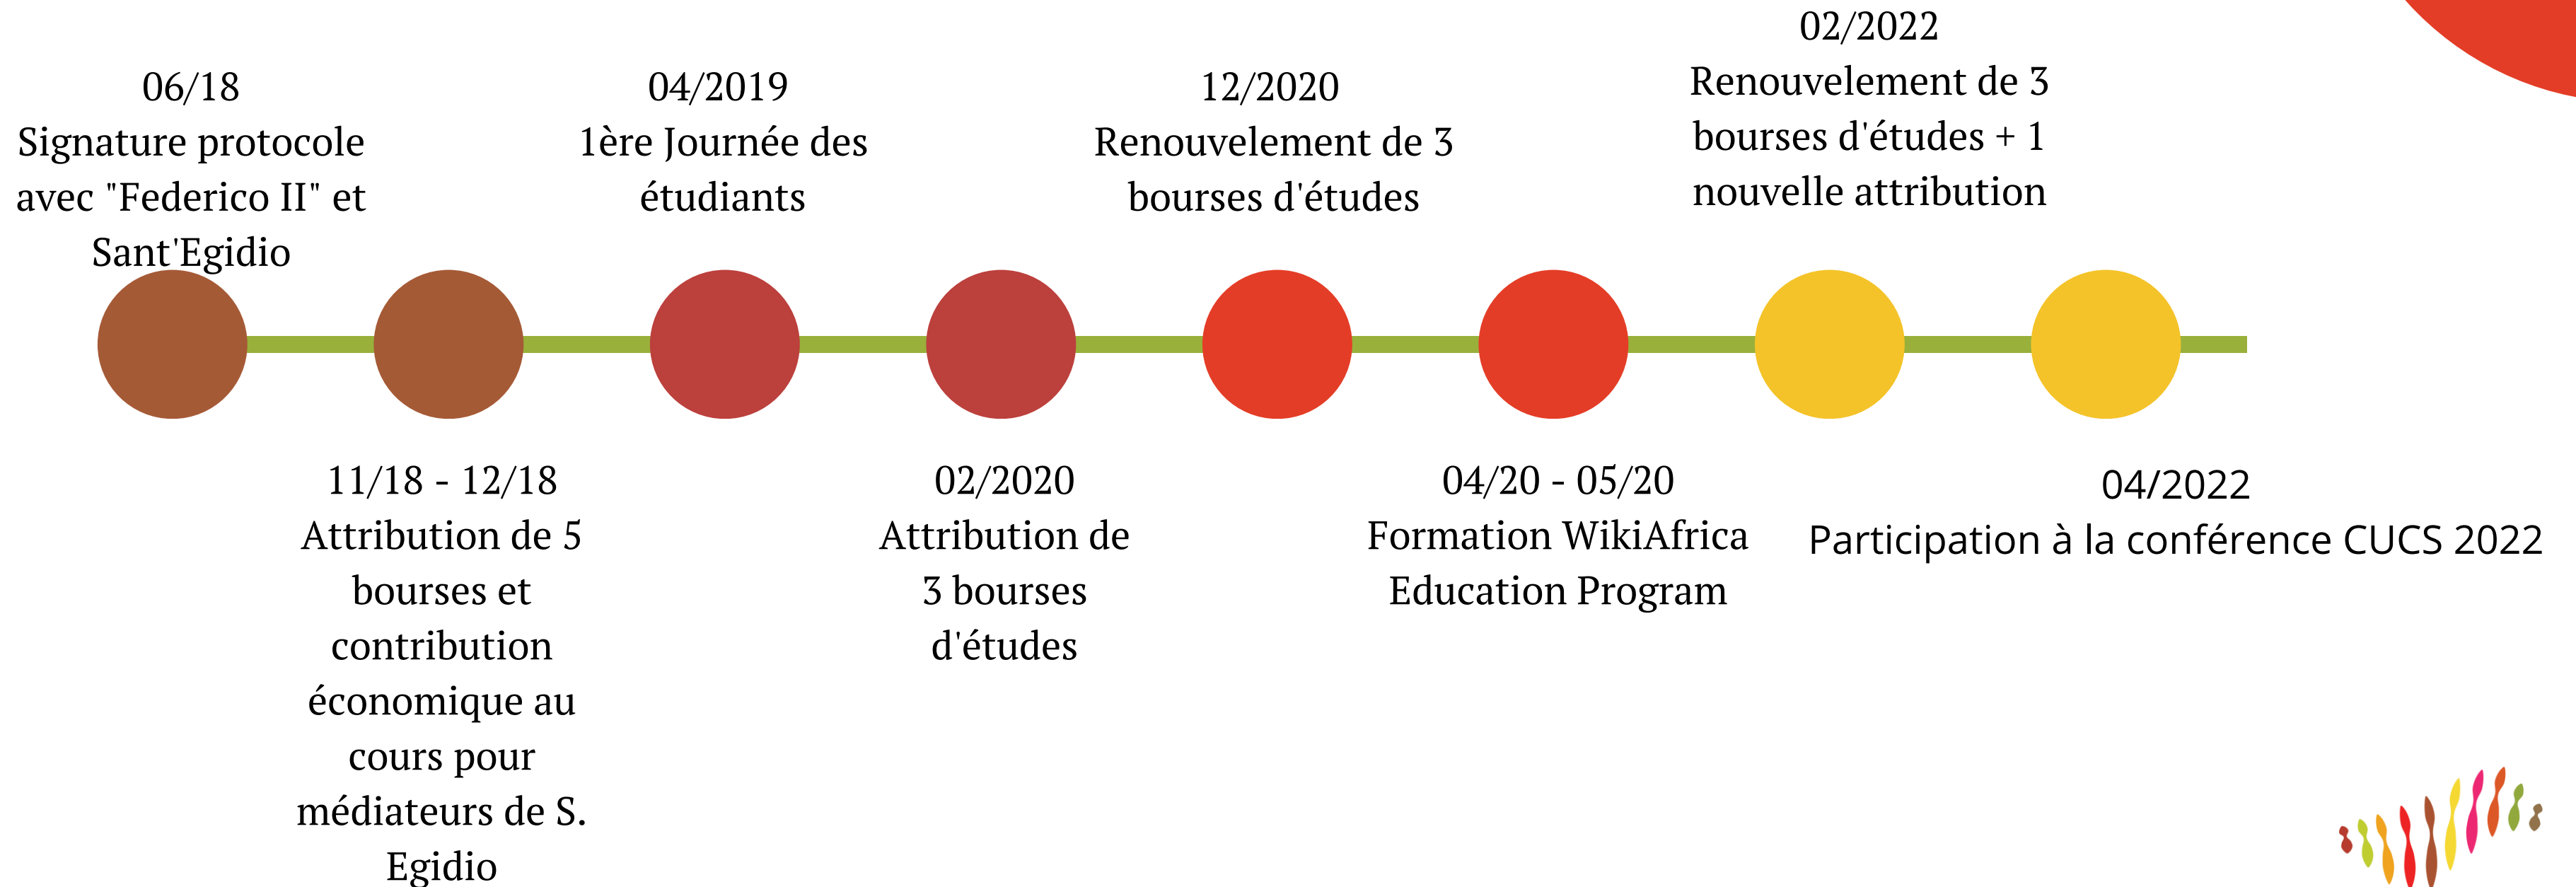 06/18
Signature protocole
avec "Federico II" et
Sant'Egidio
11/18 - 12/18
Attribution de 5
bourses et
contribution
économique au
cours pour
médiateurs de S.
Egidio
04/2019
1ère Journée des
étudiants
02/2020
Attribution de
3 bourses
d'études
12/2020
Renouvelement de 3
bourses d'études
04/20 - 05/20
Formation WikiAfrica
Education Program
02/2022
Renouvelement de 3
bourses d'études + 1
nouvelle attribution
04/2022
Participation à la conférence CUCS 2022